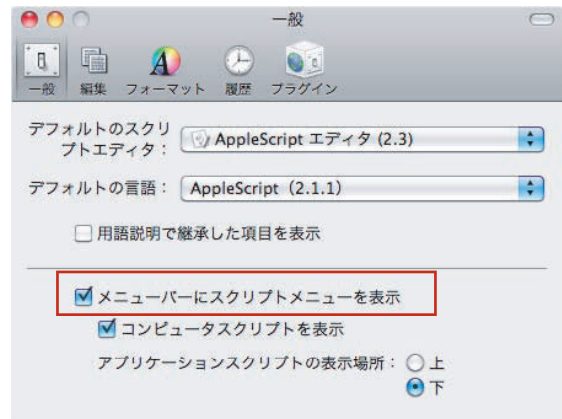 一般
一般 編集 フォーマット 履歴 プラグイン
デフォルトのスクリ
プトエディタ： AppleScript エディタ (2.3)
デフォルトの言語： AppleScript（2.1.1）
用語説明で継承した項目を表示
メニューバーにスクリプトメニューを表示
コンピュータスクリプトを表示
アプリケーションスクリプトの表示場所： 上
下